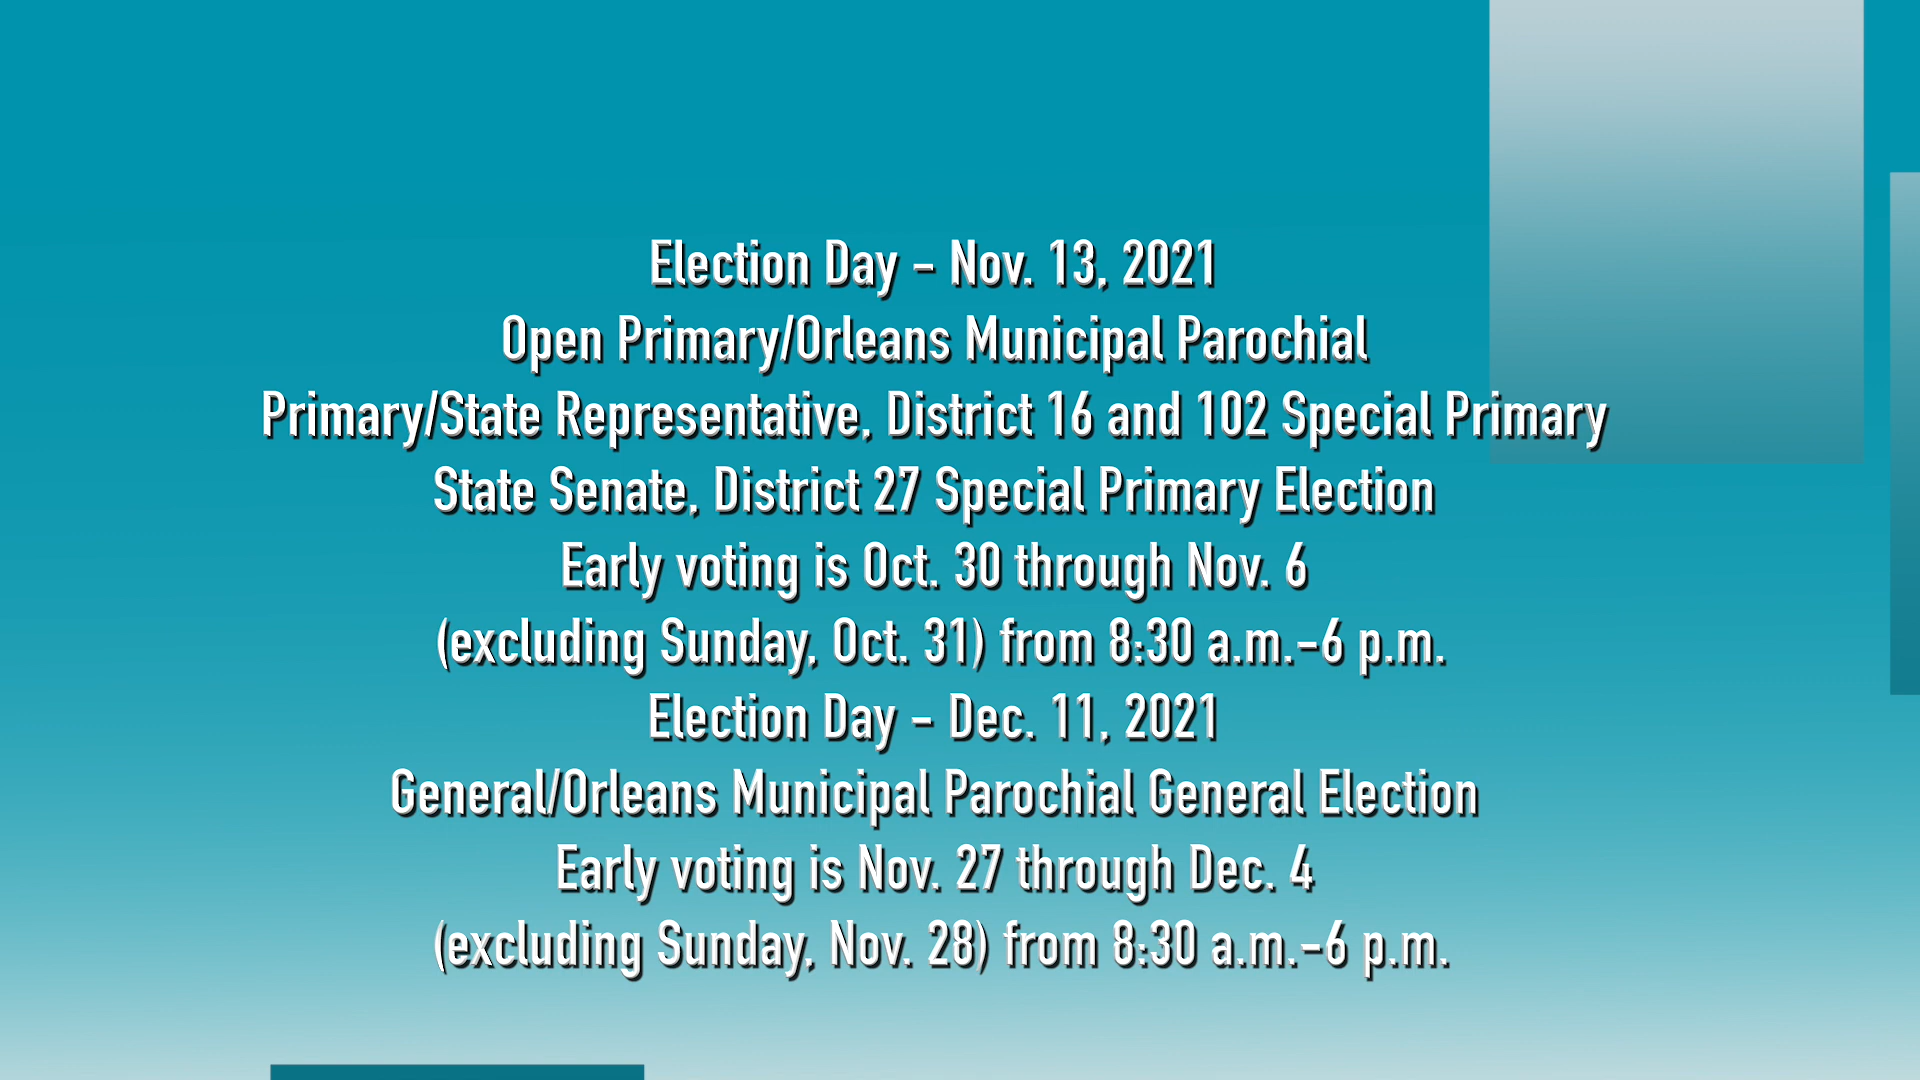 Election Day - Nov. 13, 2021
Open Primary/Orleans Municipal Parochial
Primary/State Representative, District 16 and 102 Special Primary
State Senate, District 27 Special Primary Election
Early voting is Oct. 30 through Nov. 6
(excluding Sunday, Oct. 31) from 8:30 a.m.-6 p.m.
Election Day - Dec. 11, 2021
General/Orleans Municipal Parochial General Election
Early voting is Nov. 27 through Dec. 4
(excluding Sunday, Nov. 28) from 8:30 a.m.-6 p.m.